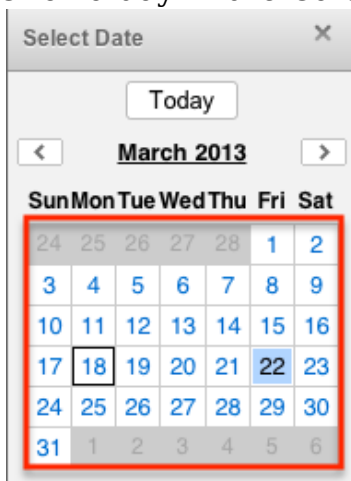 Select Date ×
Today
< March 2013 >
Sun Mon Tue Wed Thu Fri Sat
24 25 26 27 28 1 2
3 4 5 6 7 8 9
10 11 12 13 14 15 16
17 18 19 20 21 22 23
24 25 26 27 28 29 30
31 1 2 3 4 5 6